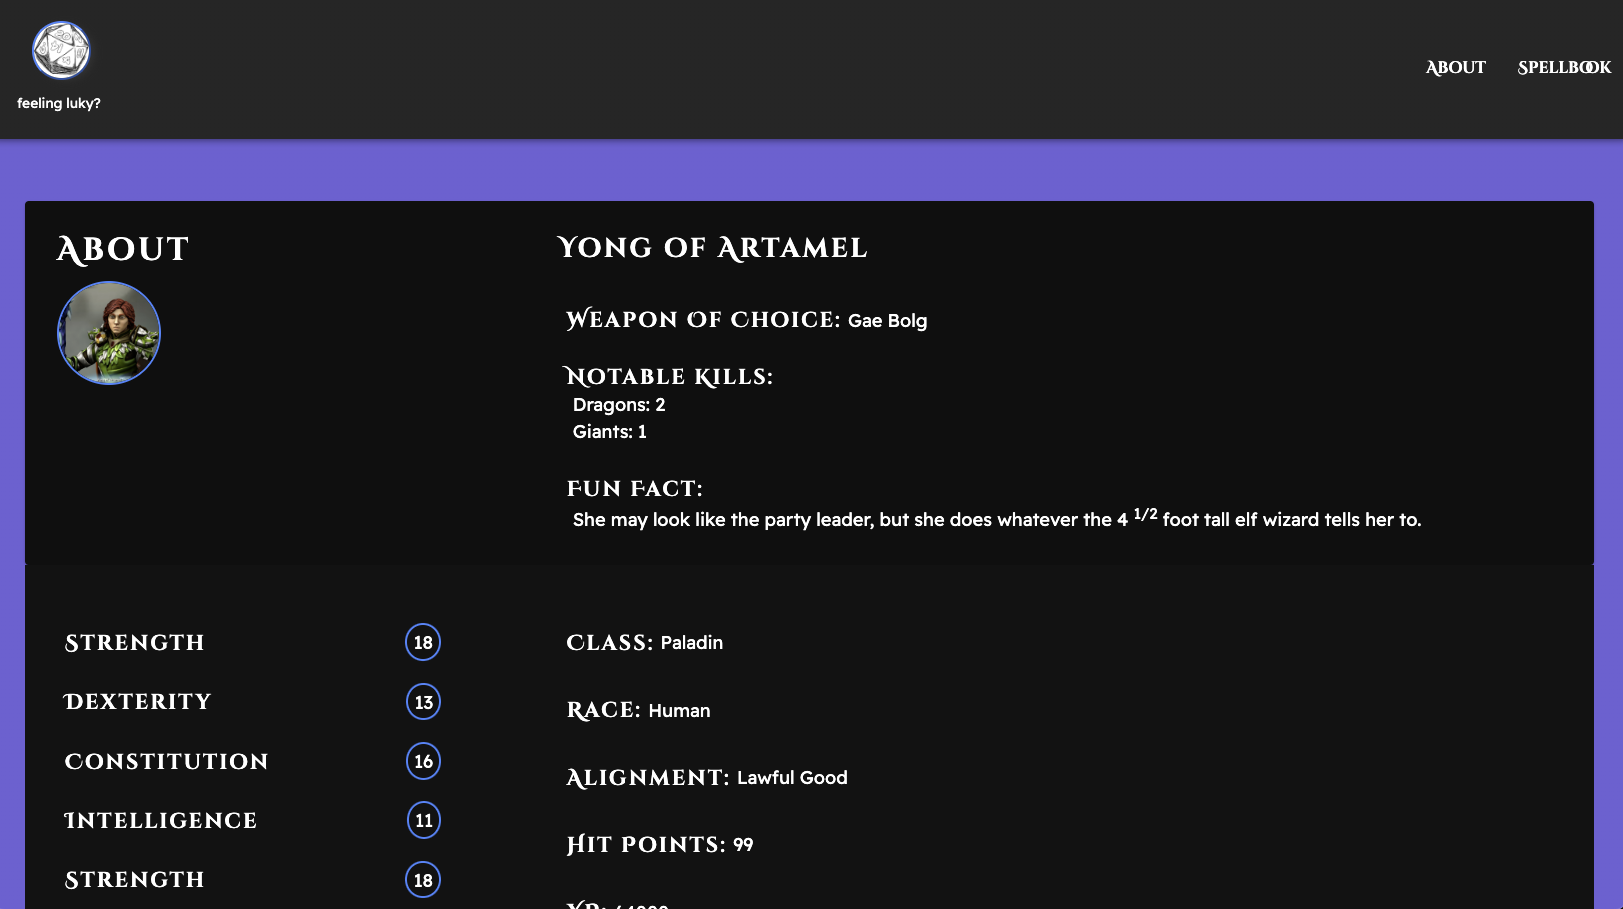 feeling luky?
About
Spellbook
About
Yong of Artamel
Weapon Of Choice: Gae Bolg
Notable Kills:
Dragons: 2
Giants: 1
Fun Fact:
She may look like the party leader, but she does whatever the 4 1/2 foot tall elf wizard tells her to.
Strength 18
Dexterity 13
Constitution 16
Intelligence 11
Strength 18
Class: Paladin
Race: Human
Alignment: Lawful Good
Hit Points: 99